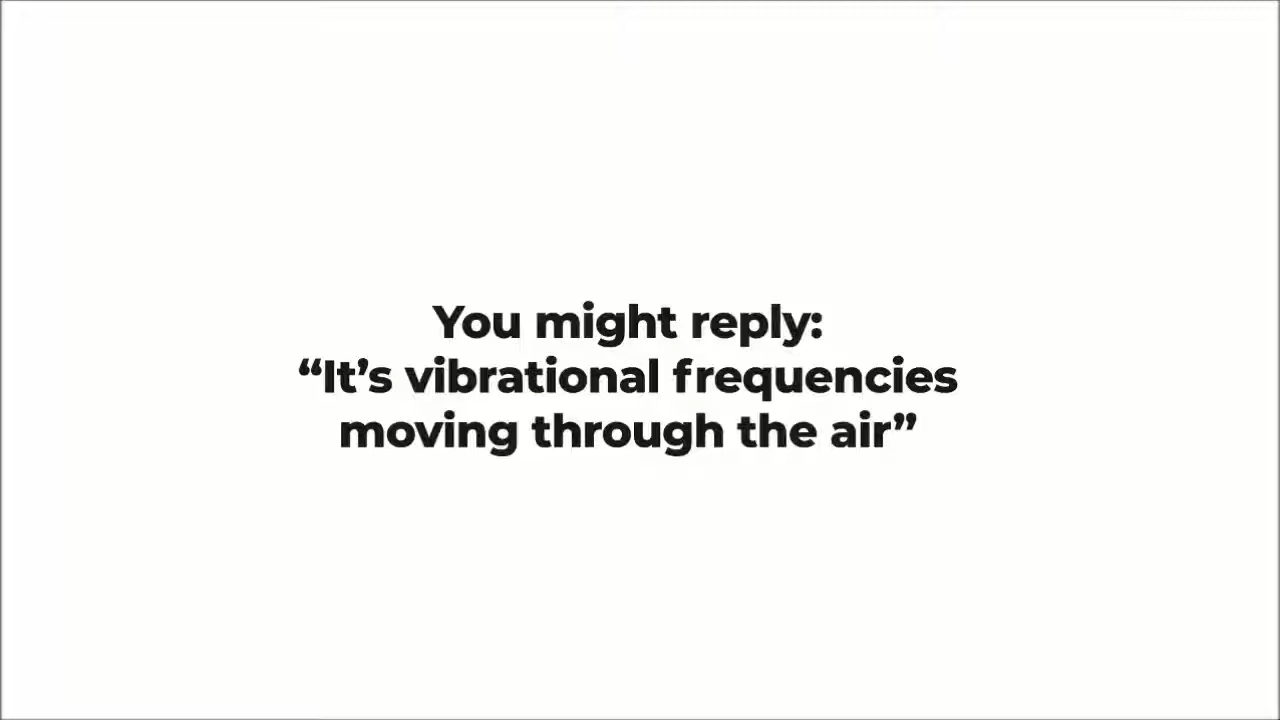 You might reply:
“It’s vibrational frequencies
moving through the air”